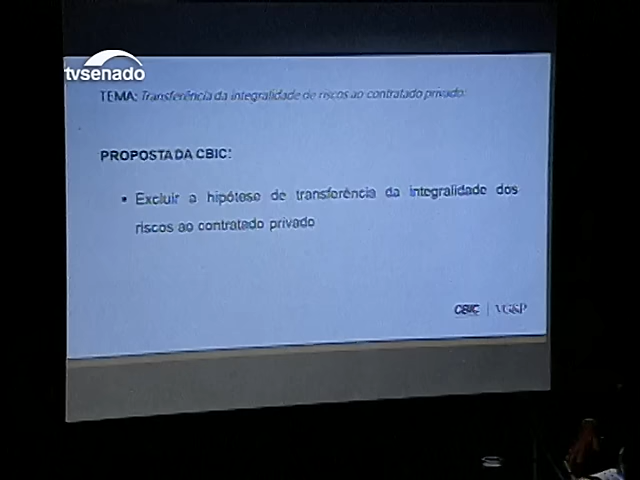 tvsenado
TEMA: Transferência da integralidade de riscos ao contratado privado.
PROPOSTA DA CBIC:
▪ Excluir a hipótese de transferência da integralidade dos
riscos ao contratado privado
CBIC | VG&P